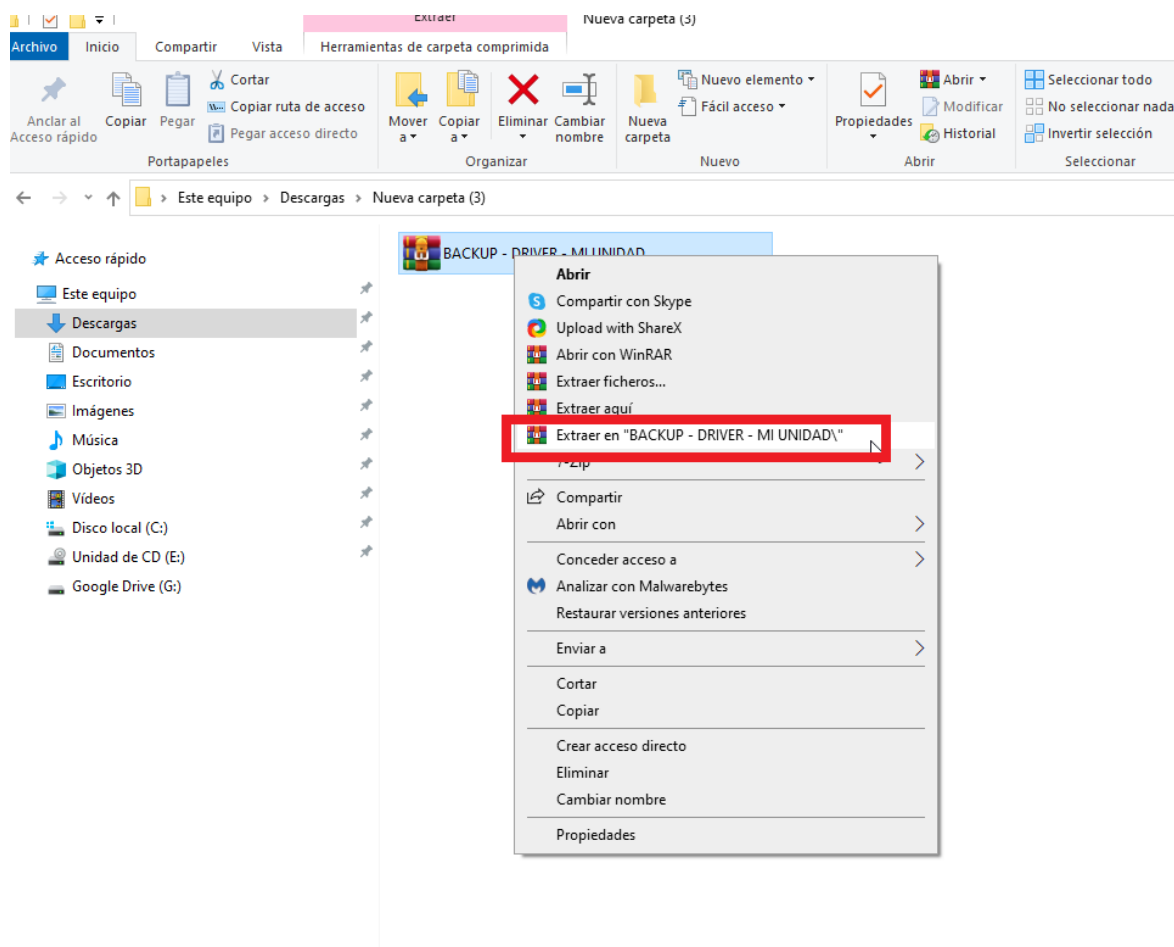 Extraer
Nueva carpeta (3)
Archivo
Inicio
Compartir
Vista
Herramientas de carpeta comprimida
Anclar al
Acceso rápido
Copiar
Pegar
Cortar
Copiar ruta de acceso
Pegar acceso directo
Portapapeles
Mover
a
Copiar
a
Eliminar
Cambiar
nombre
Organizar
Nueva
carpeta
Nuevo elemento
Fácil acceso
Nuevo
Propiedades
Abrir
Modificar
Historial
Abrir
Seleccionar todo
No seleccionar nada
Invertir selección
Seleccionar
Este equipo > Descargas > Nueva carpeta (3)
Acceso rápido
Este equipo
Descargas
Documentos
Escritorio
Imágenes
Música
Objetos 3D
Vídeos
Disco local (C:)
Unidad de CD (E:)
Google Drive (G:)
BACKUP - DRIVER - MI UNIDAD
Abrir
Compartir con Skype
Upload with ShareX
Abrir con WinRAR
Extraer ficheros...
Extraer aquí
Extraer en "BACKUP - DRIVER - MI UNIDAD\"
7-Zip
Compartir
Abrir con
Conceder acceso a
Analizar con Malwarebytes
Restaurar versiones anteriores
Enviar a
Cortar
Copiar
Crear acceso directo
Eliminar
Cambiar nombre
Propiedades